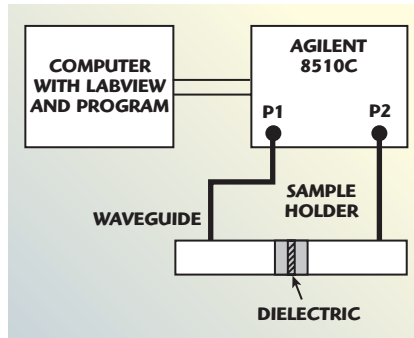 COMPUTER
WITH LABVIEW
AND PROGRAM
AGILENT
8510C
P1
P2
SAMPLE
HOLDER
WAVEGUIDE
DIELECTRIC